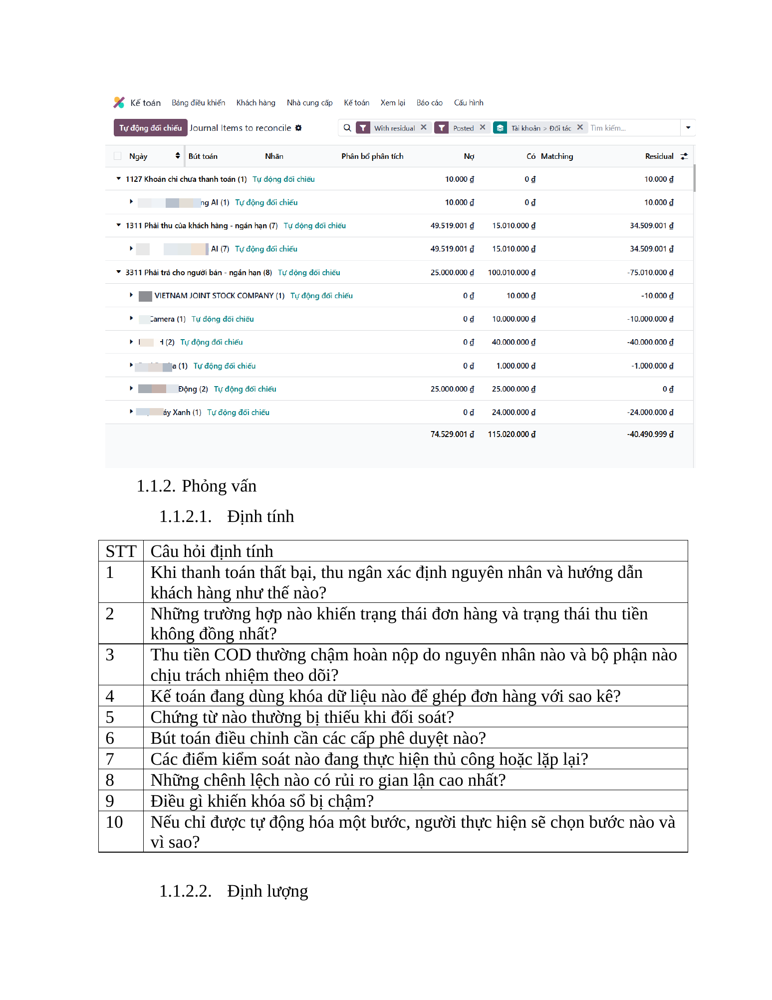 Kế toán Bảng điều khiển Khách hàng Nhà cung cấp Kế toán Xem lại Báo cáo Cấu hình
Tự động đối chiếu Journal Items to reconcile With residual Posted Tài khoản > Đối tác Tìm kiếm...
Ngày Bút toán Nhãn Phân bổ phân tích Nợ Có Matching Residual
1127 Khoản chi chưa thanh toán (1) Tự động đối chiếu 10.000 ₫ 0 ₫ 10.000 ₫
AI (1) Tự động đối chiếu 10.000 ₫ 0 ₫ 10.000 ₫
1311 Phải thu của khách hàng - ngắn hạn (7) Tự động đối chiếu 49.519.001 ₫ 15.010.000 ₫ 34.509.001 ₫
AI (7) Tự động đối chiếu 49.519.001 ₫ 15.010.000 ₫ 34.509.001 ₫
3311 Phải trả cho người bán - ngắn hạn (8) Tự động đối chiếu 25.000.000 ₫ 100.010.000 ₫ -75.010.000 ₫
VIETNAM JOINT STOCK COMPANY (1) Tự động đối chiếu 0 ₫ 10.000 ₫ -10.000 ₫
Camera (1) Tự động đối chiếu 0 ₫ 10.000.000 ₫ -10.000.000 ₫
(2) Tự động đối chiếu 0 ₫ 40.000.000 ₫ -40.000.000 ₫
(1) Tự động đối chiếu 0 ₫ 1.000.000 ₫ -1.000.000 ₫
Động (2) Tự động đối chiếu 25.000.000 ₫ 25.000.000 ₫ 0 ₫
Xanh (1) Tự động đối chiếu 0 ₫ 24.000.000 ₫ -24.000.000 ₫
74.529.001 ₫ 115.020.000 ₫ -40.490.999 ₫
1.1.2. Phỏng vấn
1.1.2.1. Định tính
STT Câu hỏi định tính
1 Khi thanh toán thất bại, thu ngân xác định nguyên nhân và hướng dẫn
khách hàng như thế nào?
2 Những trường hợp nào khiến trạng thái đơn hàng và trạng thái thu tiền
không đồng nhất?
3 Thu tiền COD thường chậm hoàn nộp do nguyên nhân nào và bộ phận nào
chịu trách nhiệm theo dõi?
4 Kế toán đang dùng khóa dữ liệu nào để ghép đơn hàng với sao kê?
5 Chứng từ nào thường bị thiếu khi đối soát?
6 Bút toán điều chỉnh cần các cấp phê duyệt nào?
7 Các điểm kiểm soát nào đang thực hiện thủ công hoặc lặp lại?
8 Những chênh lệch nào có rủi ro gian lận cao nhất?
9 Điều gì khiến khóa sổ bị chậm?
10 Nếu chỉ được tự động hóa một bước, người thực hiện sẽ chọn bước nào và
vì sao?
1.1.2.2. Định lượng